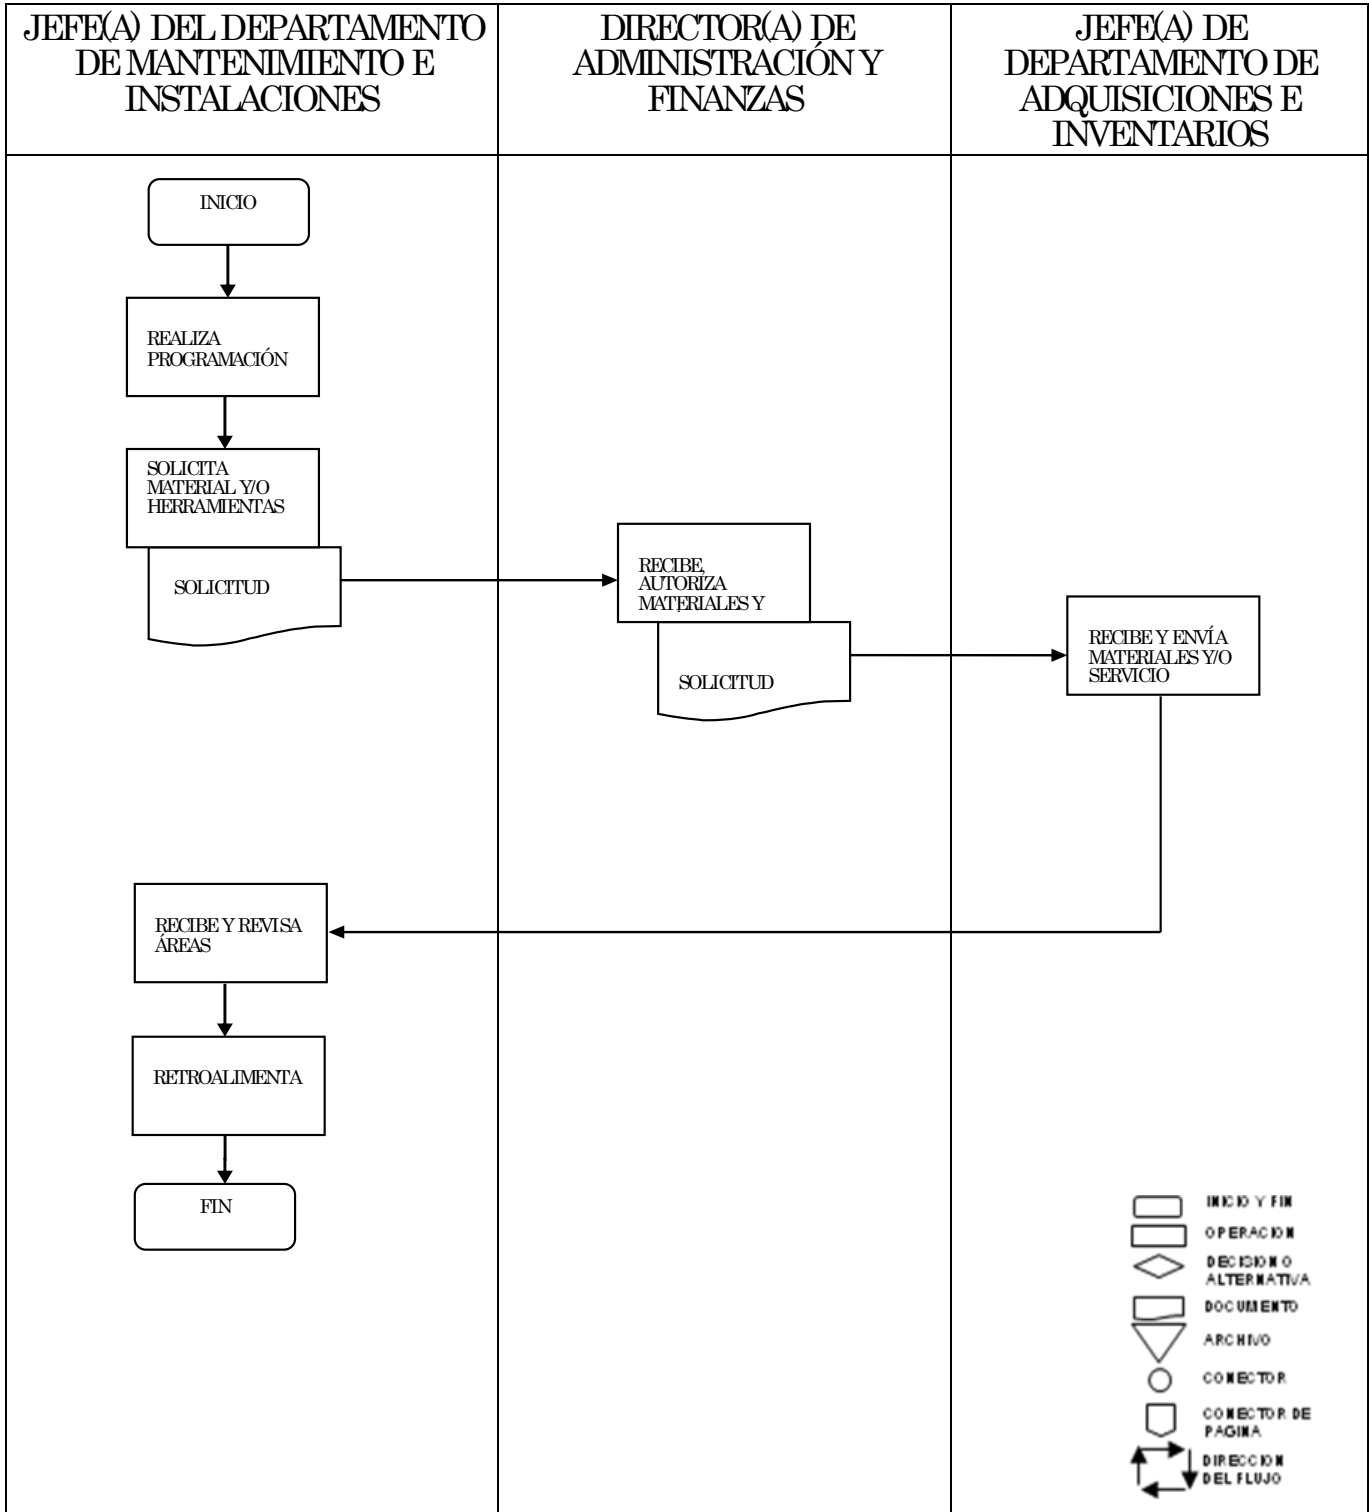 JEFE(A) DEL DEPARTAMENTO
DE MANTENIMIENTO E
INSTALACIONES
DIRECTOR(A) DE
ADMINISTRACIÓN Y
FINANZAS
JEFE(A) DE
DEPARTAMENTO DE
ADQUISICIONES E
INVENTARIOS
INICIO
REALIZA
PROGRAMACIÓN
SOLICITA
MATERIAL Y/O
HERRAMIENTAS
SOLICITUD
RECIBE,
AUTORIZA
MATERIALES Y
SOLICITUD
RECIBE Y ENVÍA
MATERIALES Y/O
SERVICIO
RECIBE Y REVISA
ÁREAS
RETROALIMENTA
FIN
INICIO Y FIN
OPERACION
DECISION O
ALTERNATIVA
DOCUMENTO
ARCHIVO
CONECTOR
CONECTOR DE
PAGINA
DIRECCION
DEL FLUJO